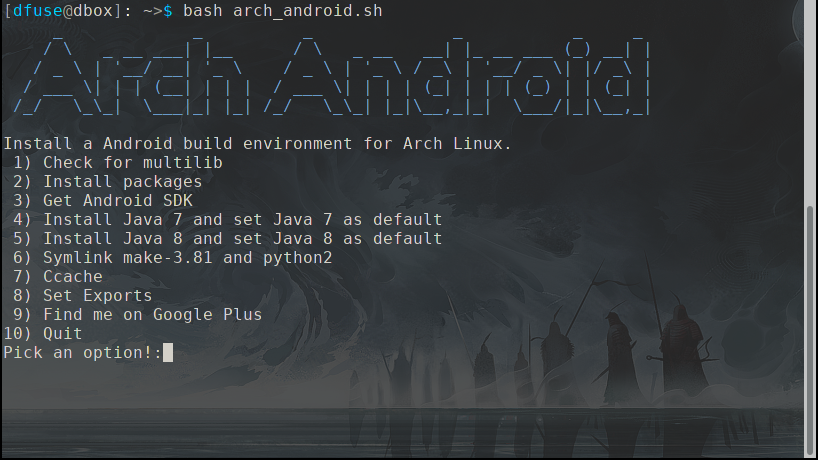 [dfuse@dbox]: ~>$ bash arch_android.sh
Arch Android
Install a Android build environment for Arch Linux.
1) Check for multilib
2) Install packages
3) Get Android SDK
4) Install Java 7 and set Java 7 as default
5) Install Java 8 and set Java 8 as default
6) Symlink make-3.81 and python2
7) Ccache
8) Set Exports
9) Find me on Google Plus
10) Quit
Pick an option!: